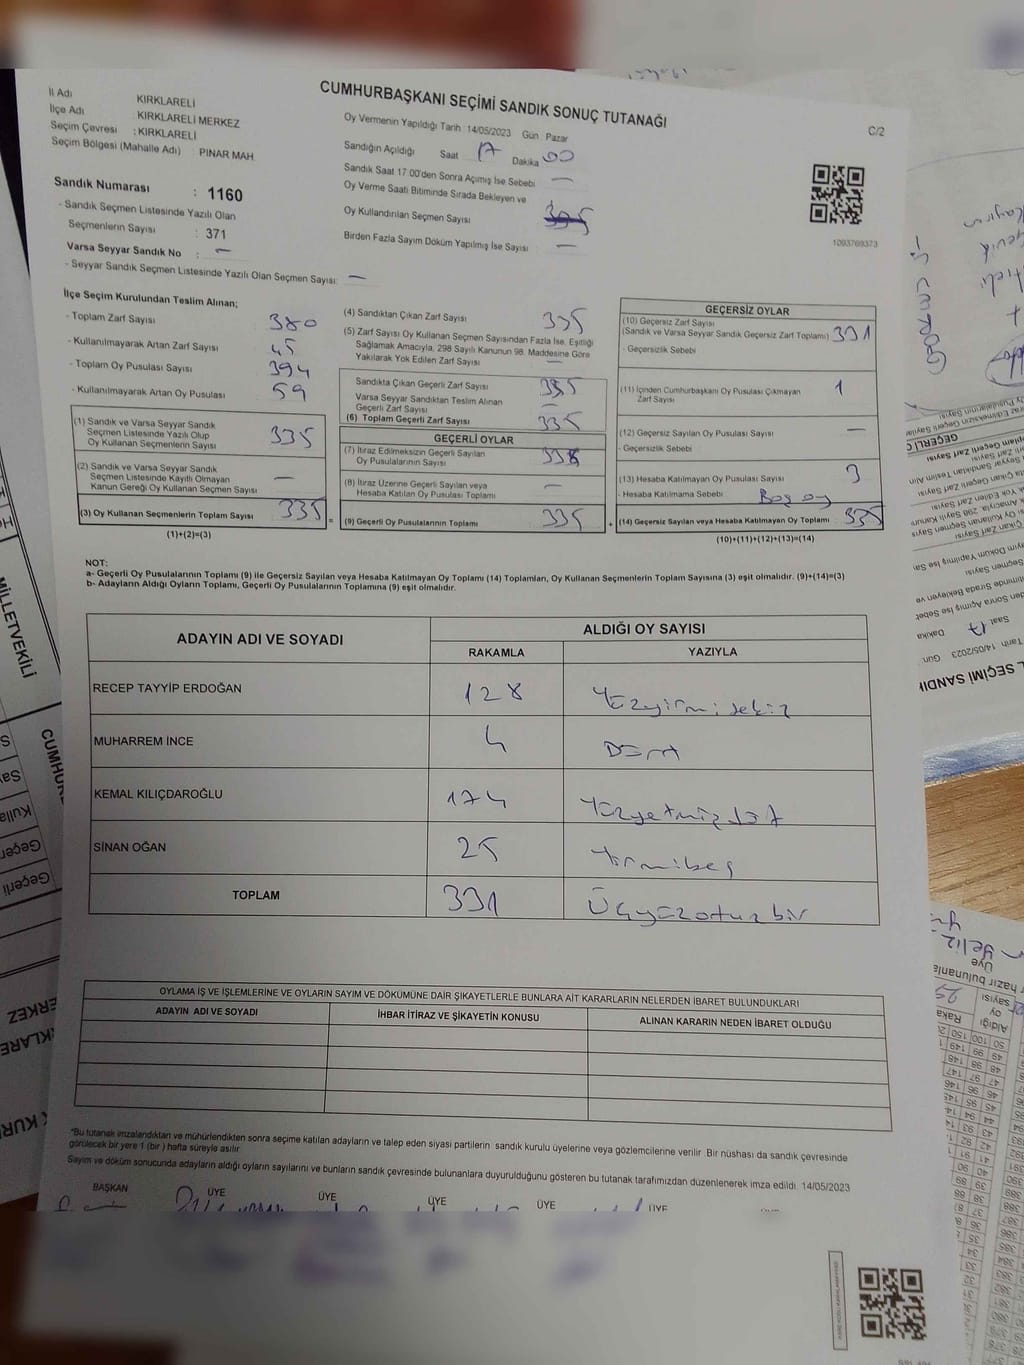 CUMHURBAŞKANI SEÇİMİ SANDIK SONUÇ TUTANAĞI
C/2
İl Adı KIRKLARELİ
İlçe Adı : KIRKLARELİ MERKEZ
Seçim Çevresi : KIRKLARELİ
Seçim Bölgesi (Mahalle Adı) PINAR MAH.
Sandık Numarası : 1160
- Sandık Seçmen Listesinde Yazılı Olan
Seçmenlerin Sayısı : 371
Varsa Seyyar Sandık No : —
- Seyyar Sandık Seçmen Listesinde Yazılı Olan Seçmen Sayısı: —
Oy Vermenin Yapıldığı Tarih 14/05/2023 Gün Pazar
Sandığın Açıldığı Saat 17 Dakika 00
Sandık Saat 17:00'den Sonra Açımış İse Sebebi —
Oy Verme Saati Bitiminde Sırada Bekleyen ve
Oy Kullandırılan Seçmen Sayısı
Birden Fazla Sayım Döküm Yapılmış İse Sayısı —
1093769373
İlçe Seçim Kurulundan Teslim Alınan;
- Toplam Zarf Sayısı 380
- Kullanılmayarak Artan Zarf Sayısı 45
- Toplam Oy Pusulası Sayısı 394
- Kullanılmayarak Artan Oy Pusulası 59
(1) Sandık ve Varsa Seyyar Sandık
Seçmen Listesinde Yazılı Olup
Oy Kullanan Seçmenlerin Sayısı 335
(2) Sandık ve Varsa Seyyar Sandık
Seçmen Listesinde Kayıtlı Olmayan
Kanun Gereği Oy Kullanan Seçmen Sayısı —
(3) Oy Kullanan Seçmenlerin Toplam Sayısı 335
(1)+(2)=(3)
(4) Sandıktan Çıkan Zarf Sayısı 335
(5) Zarf Sayısı Oy Kullanan Seçmen Sayısından Fazla İse, Eşitliği
Sağlamak Amacıyla, 298 Sayılı Kanunun 98. Maddesine Göre
Yakılarak Yok Edilen Zarf Sayısı —
Sandıkta Çıkan Geçerli Zarf Sayısı 335
Varsa Seyyar Sandıktan Teslim Alınan
Geçerli Zarf Sayısı —
(6) Toplam Geçerli Zarf Sayısı 335
GEÇERLİ OYLAR
(7) İtiraz Edilmeksizin Geçerli Sayılan
Oy Pusulalarının Sayısı 335
(8) İtiraz Üzerine Geçerli Sayılan veya
Hesaba Katılan Oy Pusulası Toplamı —
= (9) Geçerli Oy Pusulalarının Toplamı 335
GEÇERSİZ OYLAR
(10) Geçersiz Zarf Sayısı
(Sandık ve Varsa Seyyar Sandık Geçersiz Zarf Toplamı) 331
- Geçersizlik Sebebi
(11) İçinden Cumhurbaşkanı Oy Pusulası Çıkmayan
Zarf Sayısı 1
(12) Geçersiz Sayılan Oy Pusulası Sayısı —
- Geçersizlik Sebebi
(13) Hesaba Katılmayan Oy Pusulası Sayısı 3
- Hesaba Katılmama Sebebi Boş oy
+ (14) Geçersiz Sayılan veya Hesaba Katılmayan Oy Toplamı 335
(10)+(11)+(12)+(13)=(14)
NOT:
a- Geçerli Oy Pusulalarının Toplamı (9) ile Geçersiz Sayılan veya Hesaba Katılmayan Oy Toplamı (14) Toplamları, Oy Kullanan Seçmenlerin Toplam Sayısına (3) eşit olmalıdır. (9)+(14)=(3)
b- Adayların Aldığı Oyların Toplamı, Geçerli Oy Pusulalarının Toplamına (9) eşit olmalıdır.
ADAYIN ADI VE SOYADI ALDIĞI OY SAYISI
RAKAMLA YAZIYLA
RECEP TAYYİP ERDOĞAN 128 Yüzyirmisekiz
MUHARREM İNCE 4 Dört
KEMAL KILIÇDAROĞLU 174 Yüzyetmişdört
SİNAN OĞAN 25 Yirmibeş
TOPLAM 331 Üçyüzotuzbir
OYLAMA İŞ VE İŞLEMLERİNE VE OYLARIN SAYIM VE DÖKÜMÜNE DAİR ŞİKAYETLERLE BUNLARA AİT KARARLARIN NELERDEN İBARET BULUNDUKLARI
ADAYIN ADI VE SOYADI İHBAR İTİRAZ VE ŞİKAYETİN KONUSU ALINAN KARARIN NEDEN İBARET OLDUĞU
"Bu tutanak imzalandıktan ve mühürlendikten sonra seçime katılan adayların ve talep eden siyasi partilerin sandık kurulu üyelerine veya gözlemcilerine verilir. Bir nüshası da sandık çevresinde
görülecek bir yere 1 (bir ) hafta süreyle asılır.
Sayım ve döküm sonucunda adayların aldığı oyların sayılarını ve bunların sandık çevresinde bulunanlara duyurulduğunu gösteren bu tutanak tarafımızdan düzenlenerek imza edildi. 14/05/2023
BAŞKAN ÜYE ÜYE ÜYE ÜYE ÜYE
MİLLETVEKİLİ